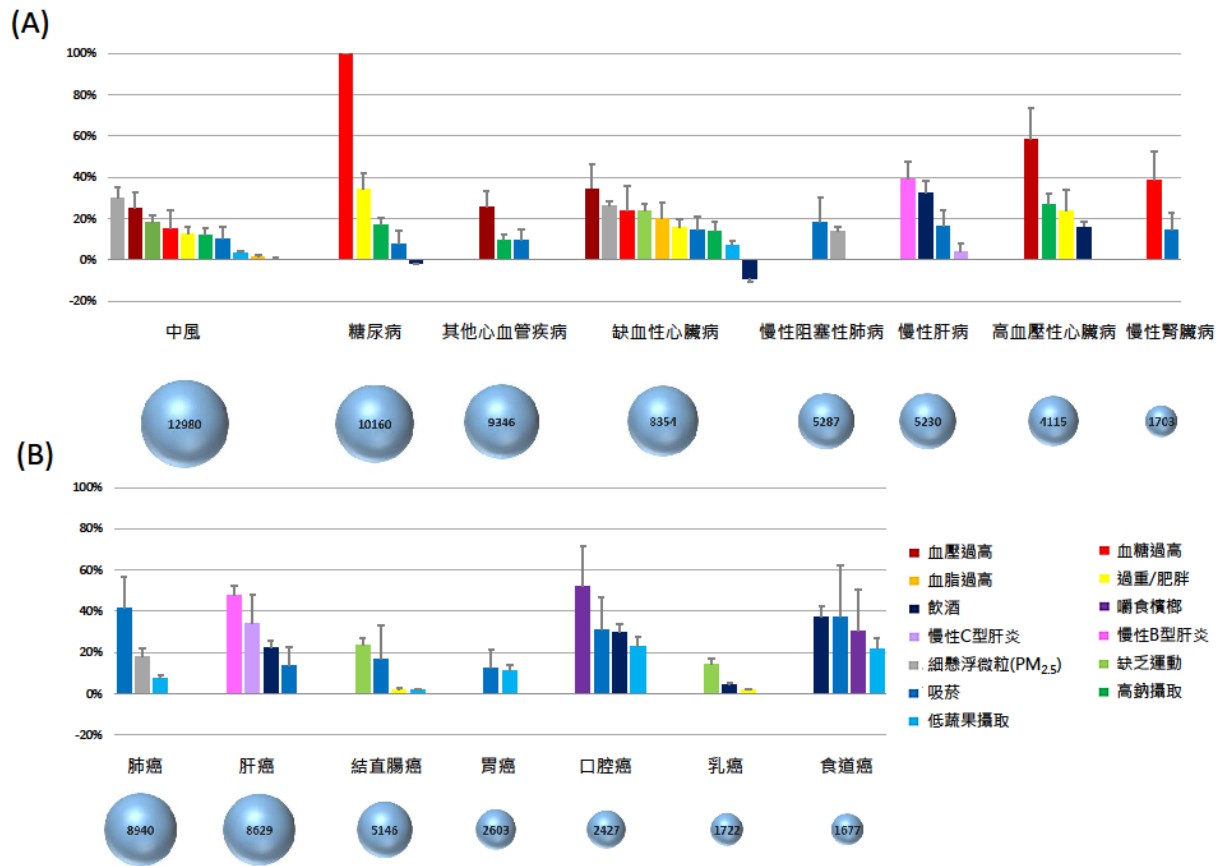 (A)
100%
80%
60%
40%
20%
0%
-20%
中風 糖尿病 其他心血管疾病 缺血性心臟病 慢性阻塞性肺病 慢性肝病 高血壓性心臟病 慢性腎臟病
12980 10160 9346 8354 5287 5230 4115 1703
(B)
100%
80%
60%
40%
20%
0%
-20%
肺癌 肝癌 結直腸癌 胃癌 口腔癌 乳癌 食道癌
8940 8629 5146 2603 2427 1722 1677
血壓過高 血糖過高
血脂過高 過重/肥胖
飲酒 嚼食檳榔
慢性C型肝炎 慢性B型肝炎
細懸浮微粒(PM2.5) 缺乏運動
吸菸 高鈉攝取
低蔬果攝取